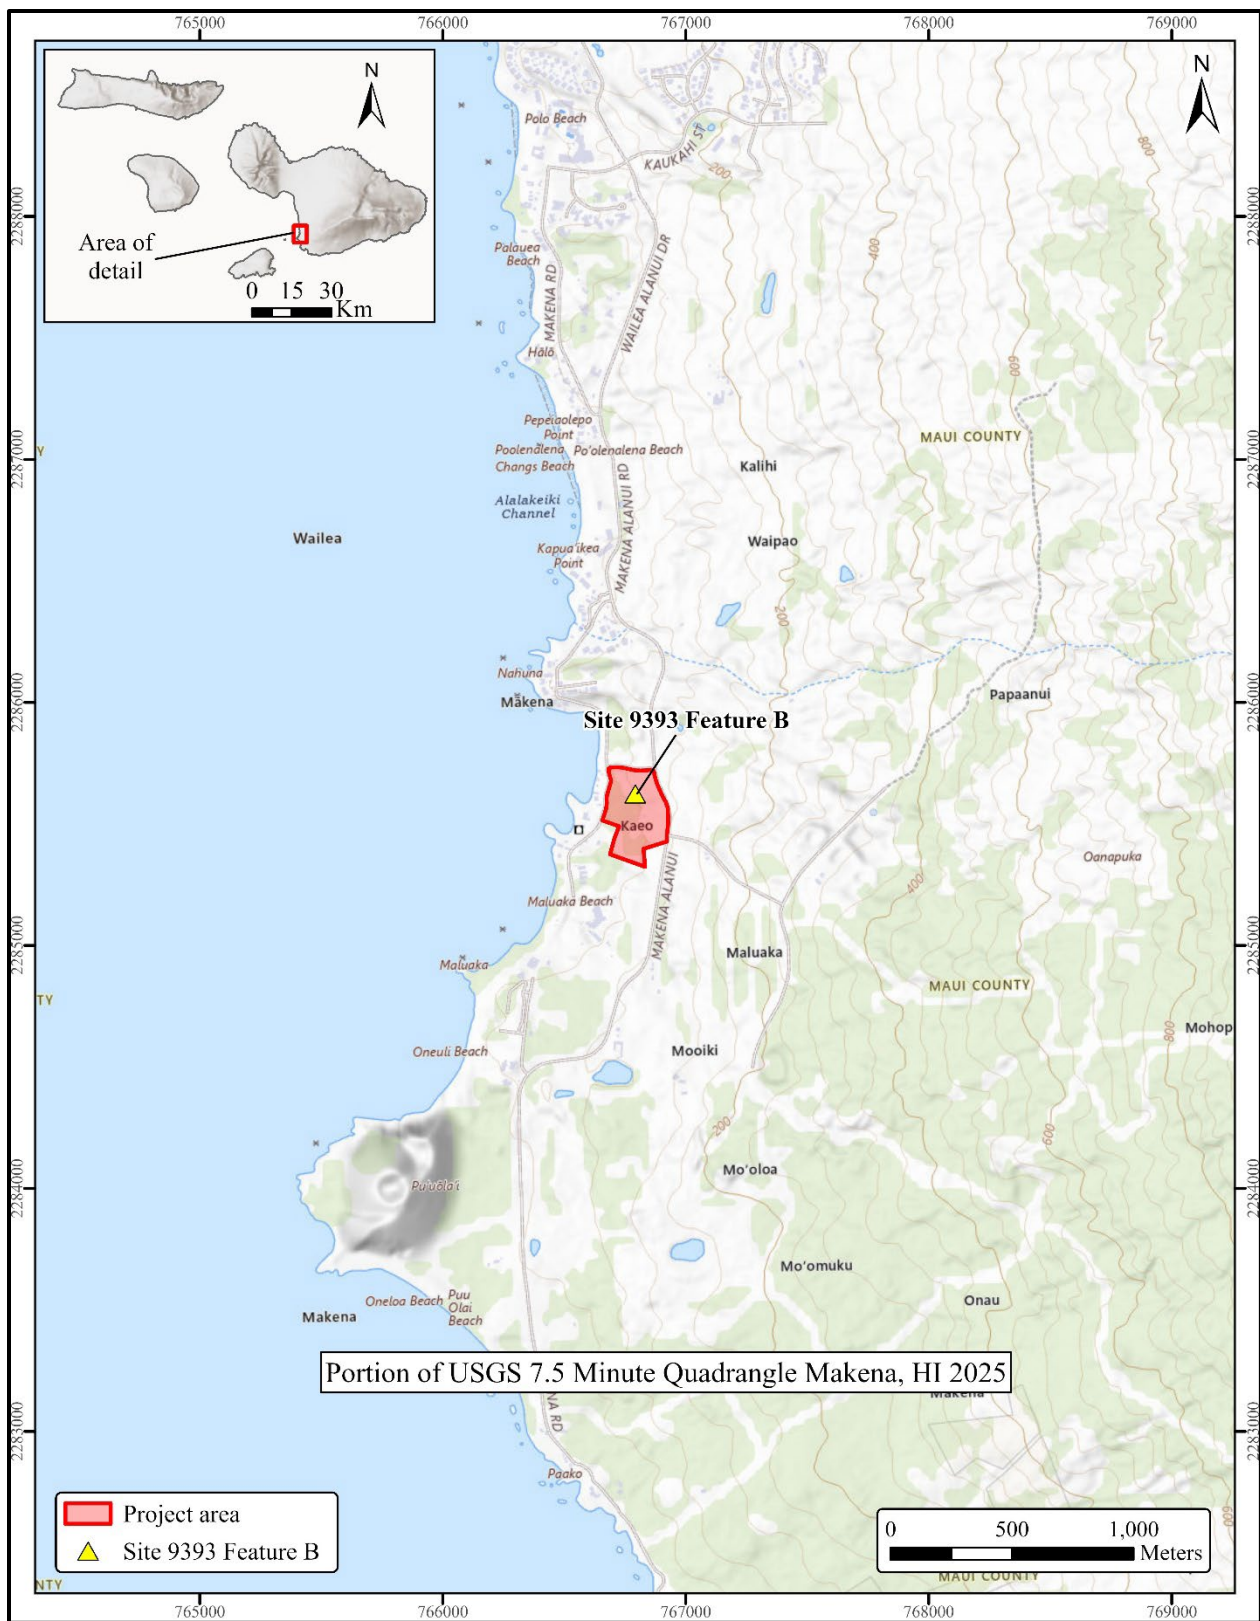 765000
766000
767000
768000
769000
N
N
Area of
detail
0 15 30
Km
2288000
2288000
Polo Beach
KAUKAHI ST
200
800
400
Palauea
Beach
MAKENA RD
WAILEA ALANUI DR
Hālō
600
Pepeiaolepo
Point
MAUI COUNTY
Y
2287000
2287000
Poolenalena
Po'olenalena Beach
Changs Beach
Kalihi
Alalakeiki
Channel
MAKENA ALANUI RD
Wailea
Waipao
Kapua'ikea
Point
200
Nahuna
Papaanui
Mākena
2286000
2286000
Site 9393 Feature B
Kaeo
Oanapuka
MAKENA ALANUI
400
Maluaka Beach
2285000
2285000
Maluaka
Maluaka
MAUI COUNTY
TY
Mohop
800
Oneuli Beach
Mooiki
200
600
Mo'oloa
2284000
2284000
Pu'uōla'i
Mo'omuku
Oneloa Beach
Puu
Olai
Beach
Onau
Makena
Portion of USGS 7.5 Minute Quadrangle Makena, HI 2025
Makena
NA RD
2283000
2283000
Paako
600
Project area
Site 9393 Feature B
0 500 1,000
Meters
MAUI COUNTY
NTY
765000
766000
767000
768000
769000